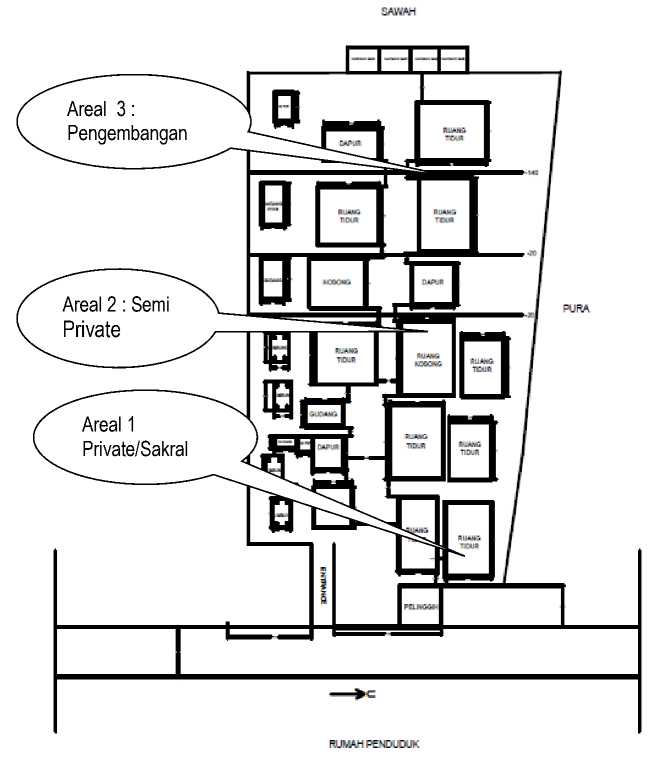 SAWAH
Areal 3 :
Pengembangan
DAPUR
RUANG
TIDUR
-140
RUANG
TIDUR
RUANG
TIDUR
-20
KOSONG
DAPUR
Areal 2 : Semi
Private
-20
PURA
RUANG
TIDUR
RUANG
KOSONG
RUANG
TIDUR
Areal 1
Private/Sakral
GUDANG
RUANG
TIDUR
RUANG
TIDUR
DAPUR
RUANG
RUANG
TIDUR
ENTRANCE
PELINGGIH
U
RUMAH PENDUDUK